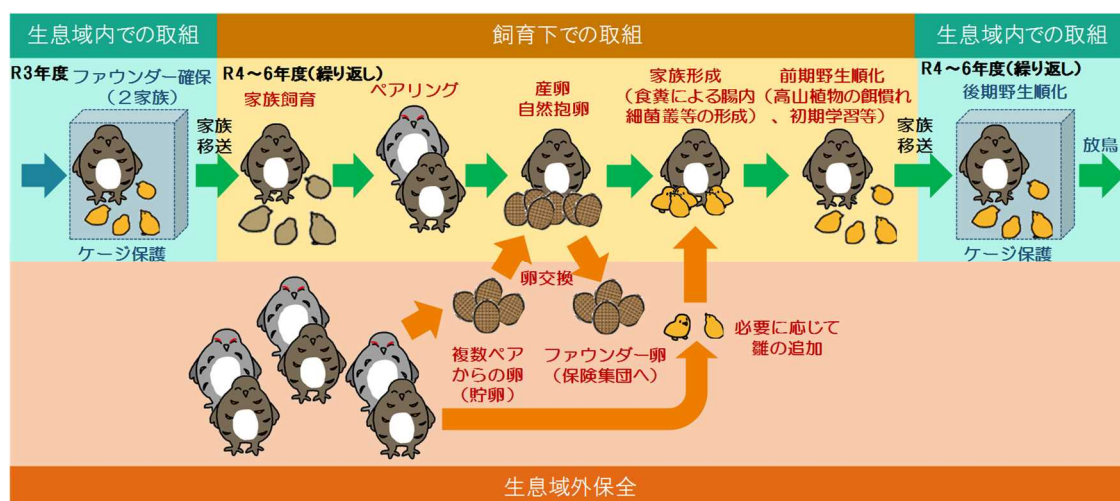 生息域内での取組
飼育下での取組
生息域内での取組
R3年度
ファウンダー確保
(2家族)
ケージ保護
家族
移送
R4～6年度(繰り返し)
家族飼育
ペアリング
産卵
自然抱卵
家族形成
(食糞による腸内
細菌叢等の形成)
前期野生順化
(高山植物の餌慣れ
、初期学習等)
家族
移送
R4～6年度(繰り返し)
後期野生順化
ケージ保護
放鳥
卵交換
複数ペア
からの卵
(貯卵)
ファウンダー卵
(保険集団へ)
必要に応じて
雛の追加
生息域外保全